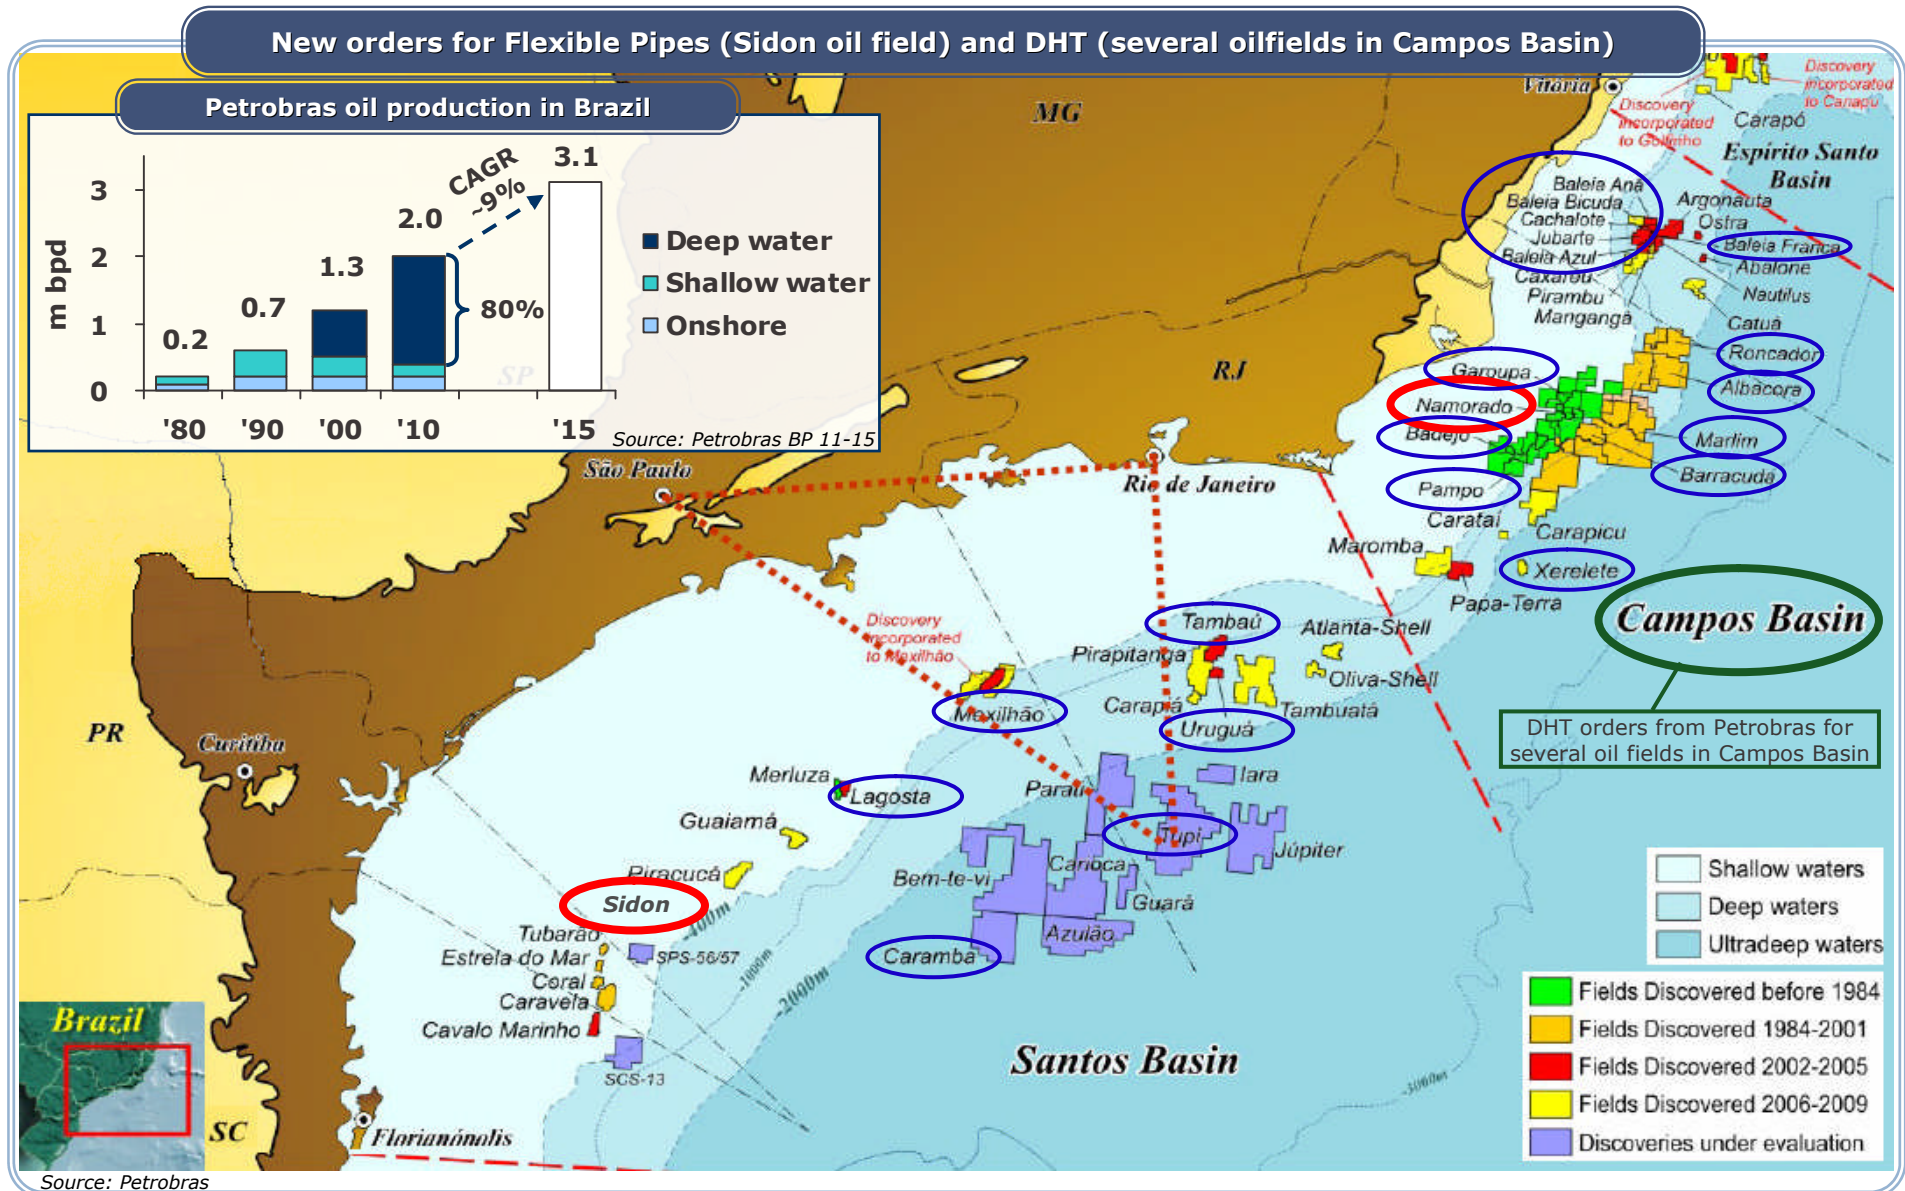 New orders for Flexible Pipes (Sidon oil field) and DHT (several oilfields in Campos Basin)
Petrobras oil production in Brazil
m bpd
3
2
1
0
0.2
0.7
1.3
2.0
3.1
CAGR
~9%
80%
'80
'90
'00
'10
'15
Deep water
Shallow water
Onshore
Source: Petrobras BP 11-15
SP
MG
RJ
PR
SC
Vitória
São Paulo
Rio de Janeiro
Curitiba
Discovery
incorporated
to Canapu
Discovery
incorporated
to Golfinho
Carapó
Espírito Santo
Basin
Baleia Anã
Baleia Bicuda
Cachalote
Jubarte
Baleia Azul
Caxaréu
Pirambu
Mangangá
Argonauta
Ostra
Baleia Franca
Abalone
Nautilus
Catuá
Roncador
Albacora
Marlim
Barracuda
Garoupa
Namorado
Badejo
Pampo
Carataí
Carapicu
Maromba
Xerelete
Papa-Terra
Campos Basin
DHT orders from Petrobras for
several oil fields in Campos Basin
Discovery
incorporated
to Mexilhão
Mexilhão
Tambaú
Pirapitanga
Carapiá
Uruguá
Tambuatá
Atlanta-Shell
Oliva-Shell
Merluza
Lagosta
Guaiamá
Piracucá
Sidon
Tubarão
Estrela do Mar
Coral
Caravela
Cavalo Marinho
SPS-56/57
SCS-13
Parati
Iara
Tupi
Júpiter
Carioca
Bem-te-vi
Guará
Azulão
Caramba
-400m
-1000m
-2000m
-3000m
Santos Basin
Shallow waters
Deep waters
Ultradeep waters
Fields Discovered before 1984
Fields Discovered 1984-2001
Fields Discovered 2002-2005
Fields Discovered 2006-2009
Discoveries under evaluation
Brazil
Source: Petrobras